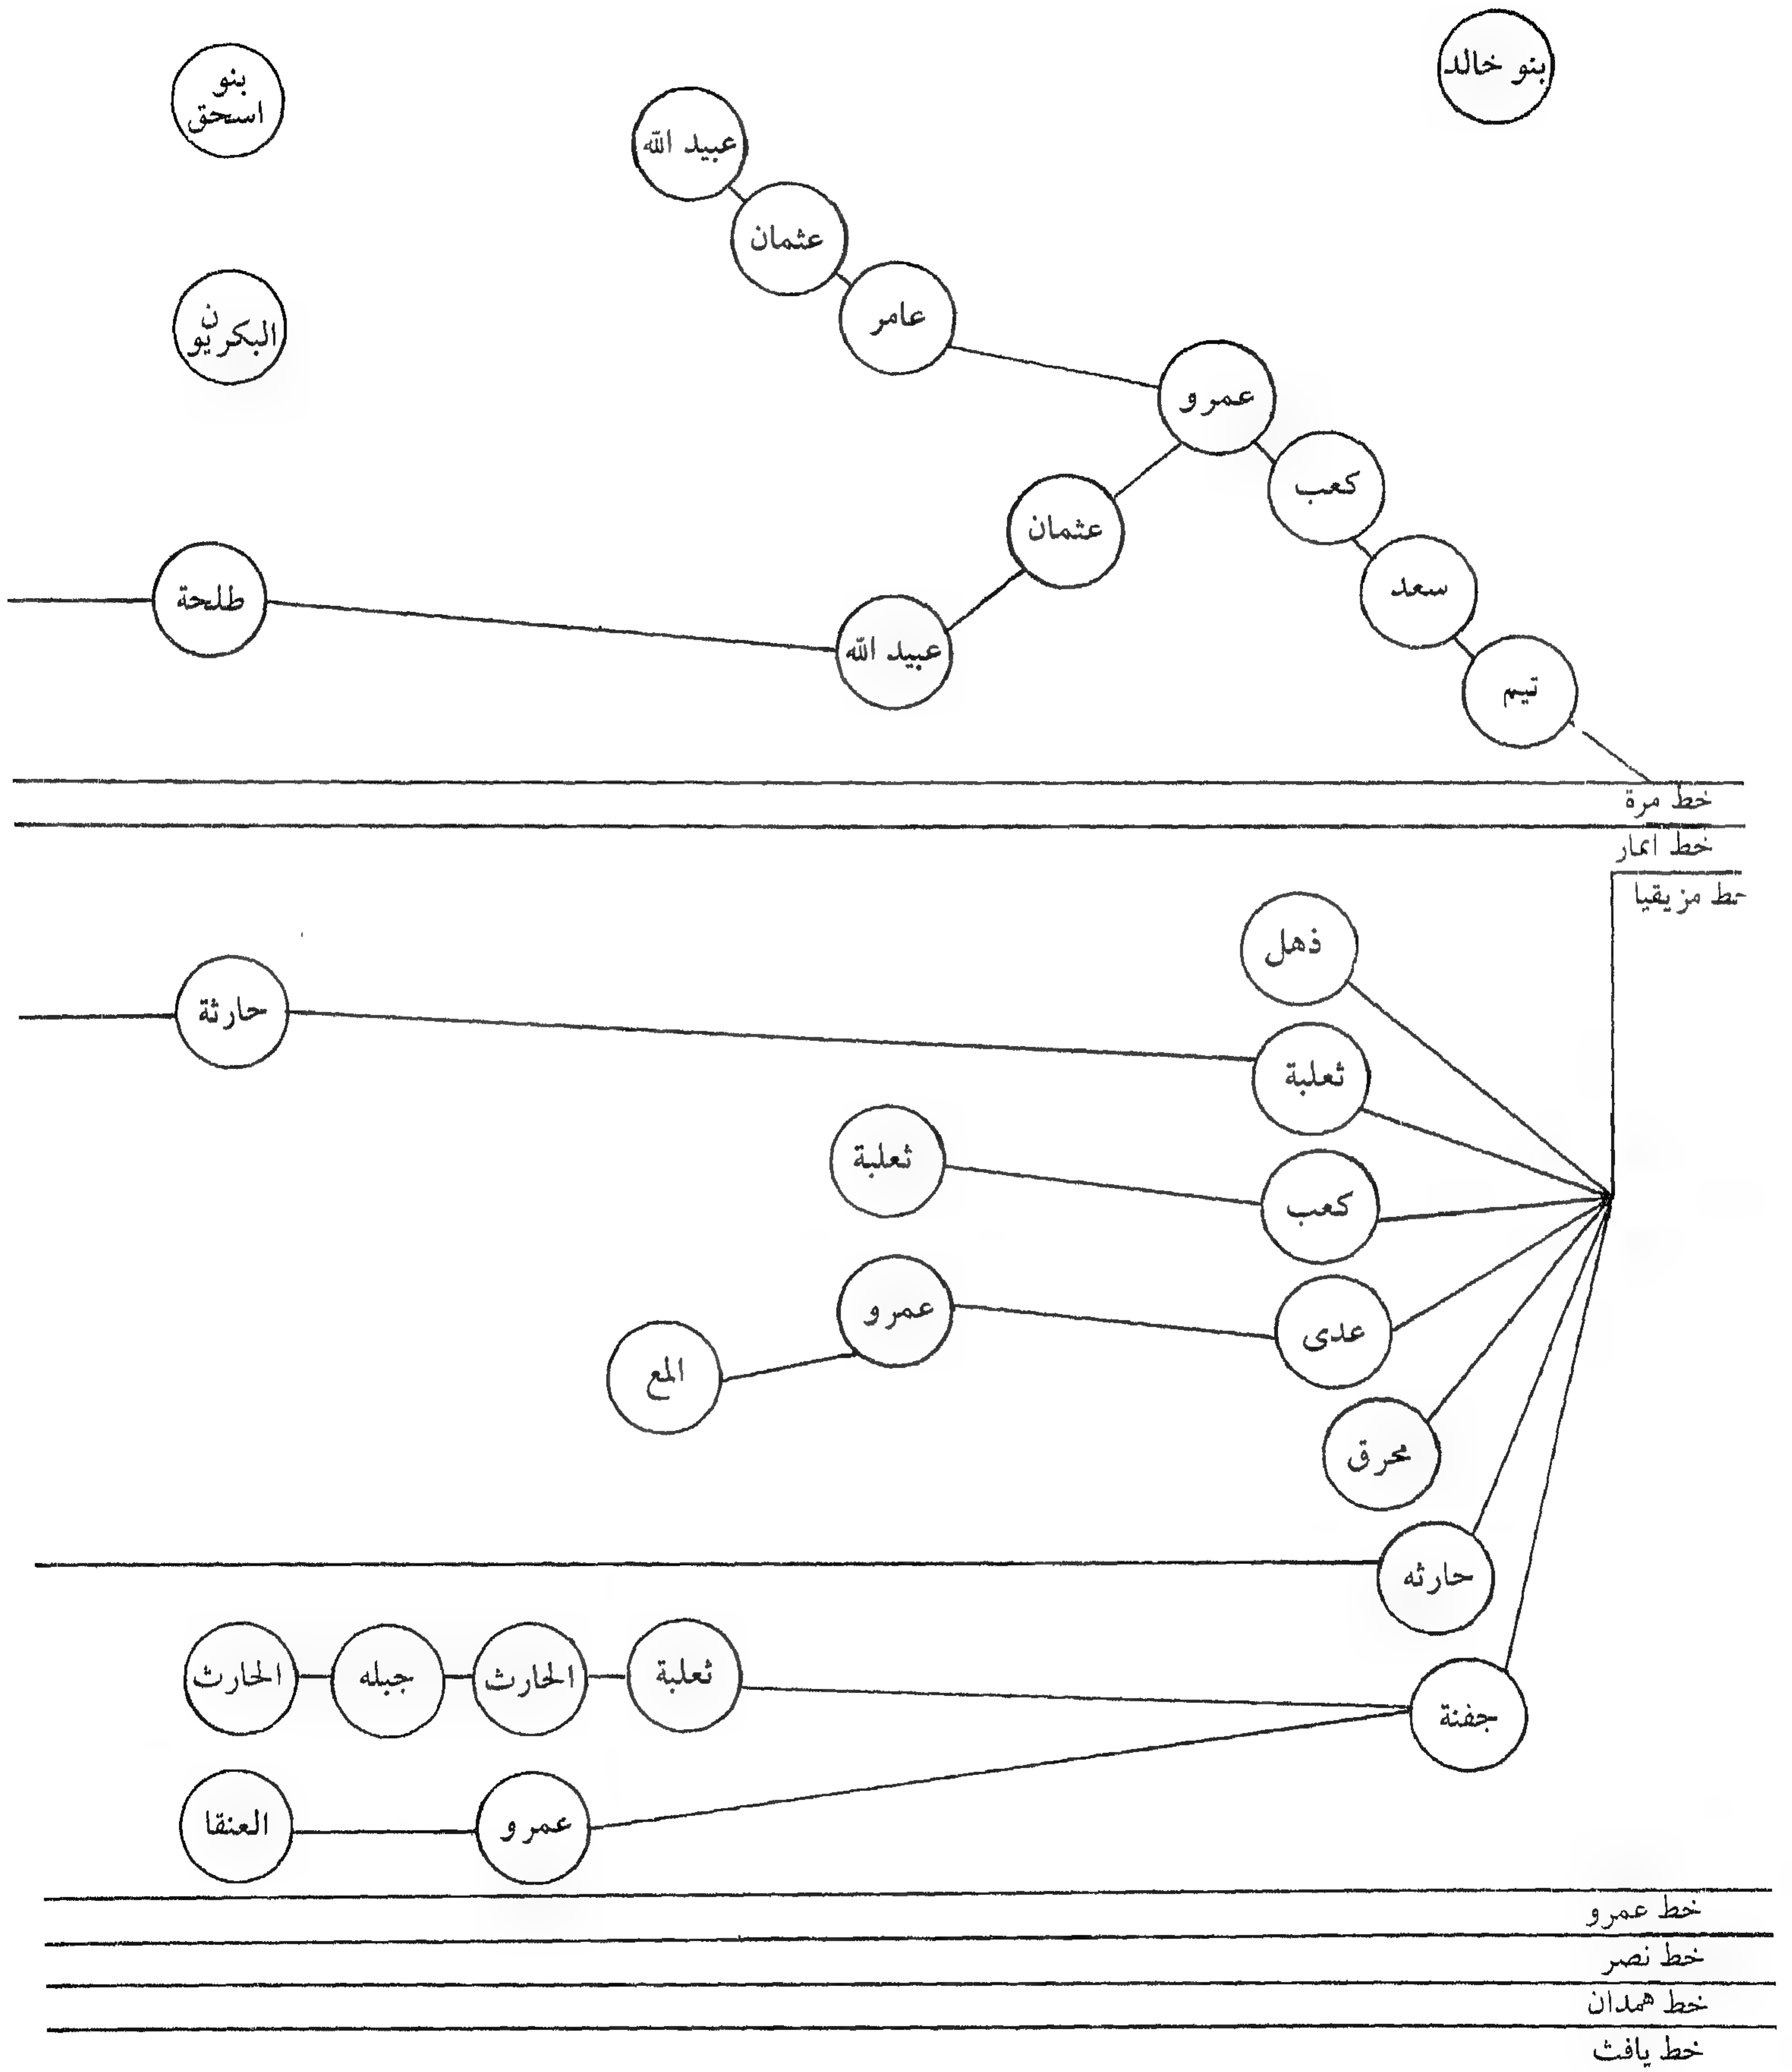 بنو خالد
بنو
اسحق
عبيد الله
عثمان
عامر
البكريون
عمرو
كعب
عثمان
سعد
طلحة
عبيد الله
تيم
خط مرة
خط انمار
خط مزيقيا
ذهل
حارثة
ثعلبة
ثعلبة
كعب
عمرو
عدى
المع
محرق
حارثه
ثعلبة
الحارث
جبله
الحارث
جفنة
عمرو
العنقا
خط عمرو
خط نصر
خط همدان
خط يافث